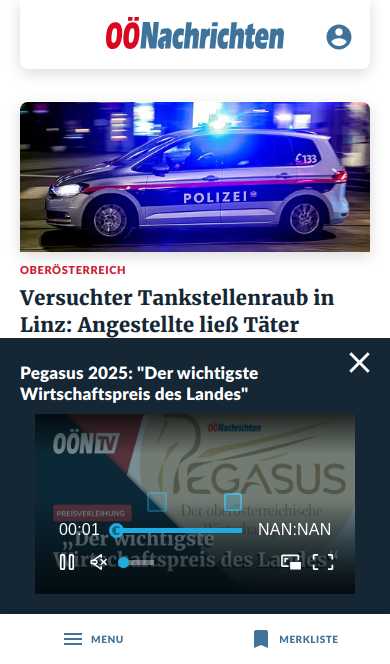 OÖNachrichten
133
POLIZEI
OBERÖSTERREICH
Versuchter Tankstellenraub in
Linz: Angestellte ließ Täter
Pegasus 2025: "Der wichtigste
Wirtschaftspreis des Landes"
OÖNachrichten
OÖN TV
PEGASUS
PREISVERLEIHUNG
Der oberösterreichische
00:01
NAN:NAN
„Der wichtigste
Wirtschaftspreis des Landes“
MENU
MERKLISTE